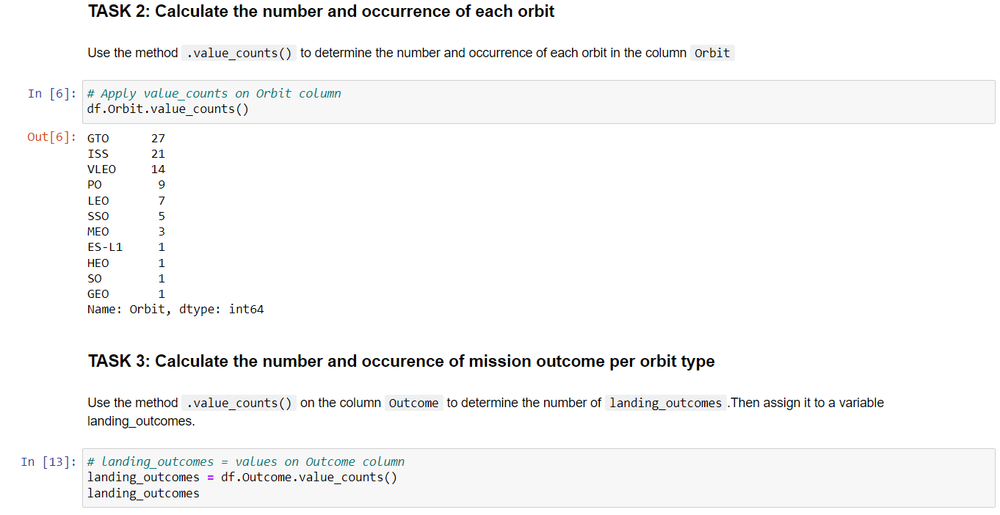 TASK 2: Calculate the number and occurrence of each orbit
Use the method .value_counts() to determine the number and occurrence of each orbit in the column Orbit
In [6]: # Apply value_counts on Orbit column
df.Orbit.value_counts()
Out[6]: GTO 27
ISS 21
VLEO 14
PO 9
LEO 7
SSO 5
MEO 3
ES-L1 1
HEO 1
SO 1
GEO 1
Name: Orbit, dtype: int64
TASK 3: Calculate the number and occurence of mission outcome per orbit type
Use the method .value_counts() on the column Outcome to determine the number of landing_outcomes .Then assign it to a variable
landing_outcomes.
In [13]: # landing_outcomes = values on Outcome column
landing_outcomes = df.Outcome.value_counts()
landing_outcomes